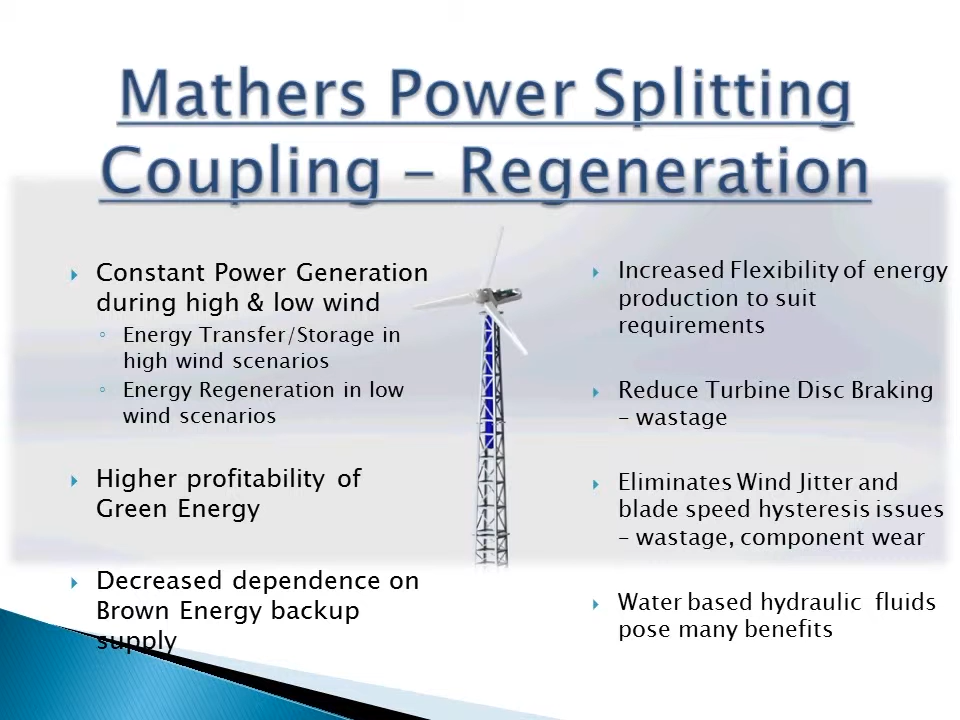 Mathers Power Splitting
Coupling - Regeneration
Constant Power Generation
during high & low wind
Energy Transfer/Storage in
high wind scenarios
Energy Regeneration in low
wind scenarios
Higher profitability of
Green Energy
Decreased dependence on
Brown Energy backup
supply
Increased Flexibility of energy
production to suit
requirements
Reduce Turbine Disc Braking
– wastage
Eliminates Wind Jitter and
blade speed hysteresis issues
– wastage, component wear
Water based hydraulic  fluids
pose many benefits